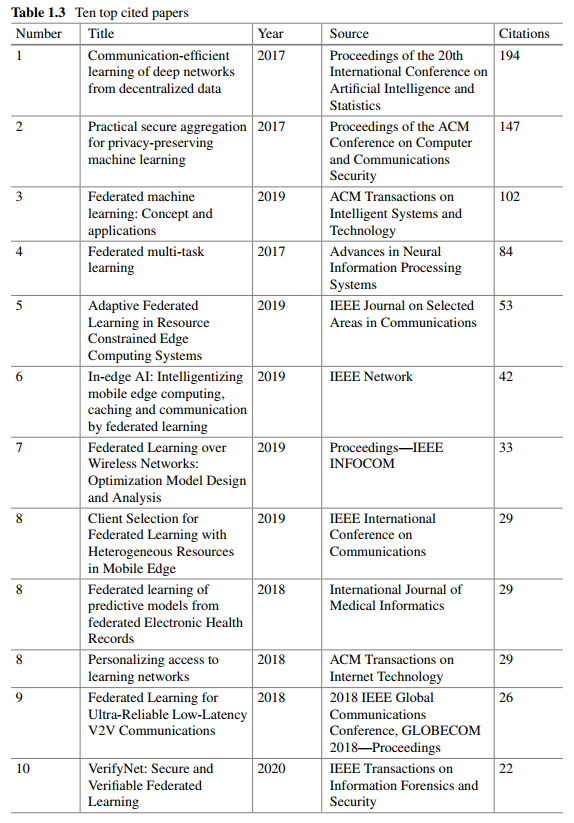 Table 1.3 Ten top cited papers
Number Title Year Source Citations
1 Communication-efficient 2017 Proceedings of the 20th 194
learning of deep networks International Conference on
from decentralized data Artificial Intelligence and
Statistics
2 Practical secure aggregation 2017 Proceedings of the ACM 147
for privacy-preserving Conference on Computer
machine learning and Communications
Security
3 Federated machine 2019 ACM Transactions on 102
learning: Concept and Intelligent Systems and
applications Technology
4 Federated multi-task 2017 Advances in Neural 84
learning Information Processing
Systems
5 Adaptive Federated 2019 IEEE Journal on Selected 53
Learning in Resource Areas in Communications
Constrained Edge
Computing Systems
6 In-edge AI: Intelligentizing 2019 IEEE Network 42
mobile edge computing,
caching and communication
by federated learning
7 Federated Learning over 2019 Proceedings—IEEE 33
Wireless Networks: INFOCOM
Optimization Model Design
and Analysis
8 Client Selection for 2019 IEEE International 29
Federated Learning with Conference on
Heterogeneous Resources Communications
in Mobile Edge
8 Federated learning of 2018 International Journal of 29
predictive models from Medical Informatics
federated Electronic Health
Records
8 Personalizing access to 2018 ACM Transactions on 29
learning networks Internet Technology
9 Federated Learning for 2018 2018 IEEE Global 26
Ultra-Reliable Low-Latency Communications
V2V Communications Conference, GLOBECOM
2018—Proceedings
10 VerifyNet: Secure and 2020 IEEE Transactions on 22
Verifiable Federated Information Forensics and
Learning Security